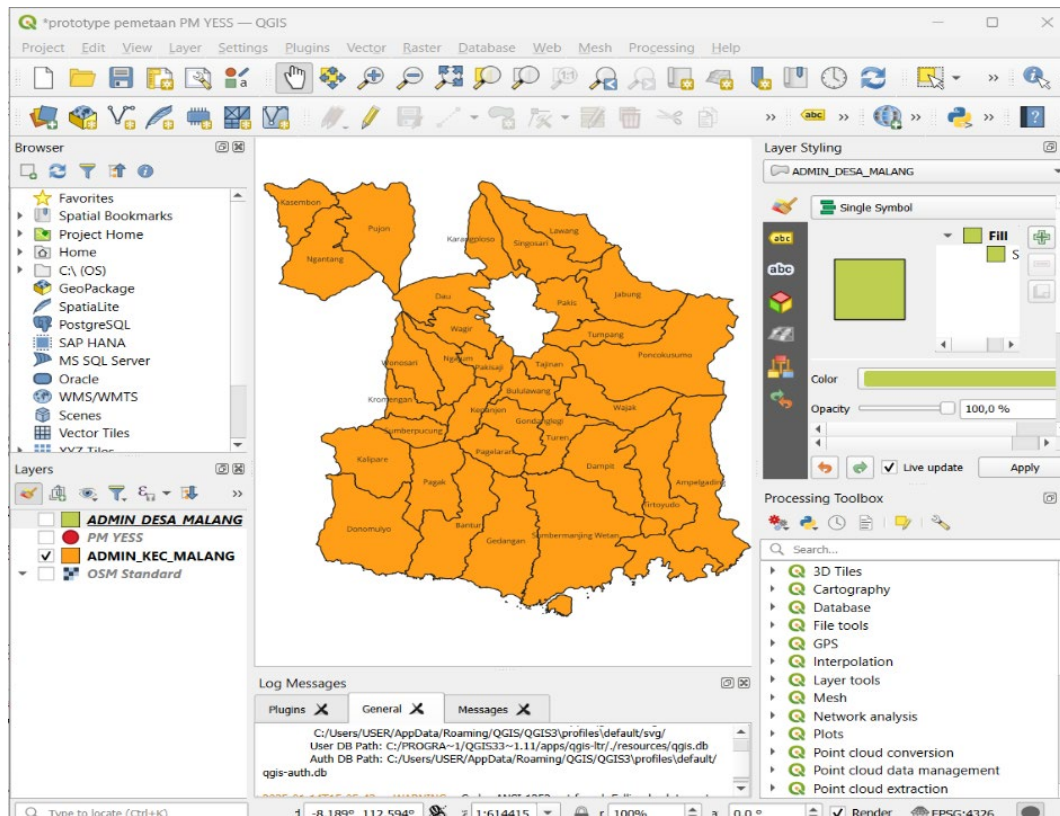 *prototype pemetaan PM YESS — QGIS
Project Edit View Layer Settings Plugins Vector Raster Database Web Mesh Processing Help
Browser
Favorites
Spatial Bookmarks
Project Home
Home
C:\ (OS)
GeoPackage
SpatiaLite
PostgreSQL
SAP HANA
MS SQL Server
Oracle
WMS/WMTS
Scenes
Vector Tiles
XYZ Tiles
Layers
ADMIN_DESA_MALANG
PM YESS
ADMIN_KEC_MALANG
OSM Standard
Kasembon
Pujon
Ngantang
Karangploso
Lawang
Singosari
Dau
Pakis
Jabung
Wagir
Tumpang
Poncokusumo
Wonosari
Ngajum
Pakisaji
Tajinan
Bululawang
Kromengan
Kepanjen
Wajak
Gondanglegi
Sumberpucung
Turen
Kalipare
Pagelaran
Dampit
Pagak
Ampelgading
Tirtoyudo
Donomulyo
Bantur
Gedangan
Sumbermanjing Wetan
Log Messages
Plugins General Messages
C:/Users/USER/AppData/Roaming/QGIS/QGIS3\profiles\default/svg/
User DB Path: C:/PROGRA~1/QGIS33~1.11/apps/qgis-ltr/./resources/qgis.db
Auth DB Path: C:/Users/USER/AppData/Roaming/QGIS/QGIS3\profiles\default/
qgis-auth.db
Layer Styling
ADMIN_DESA_MALANG
Single Symbol
Fill
S
Color
Opacity 100,0 %
Live update Apply
Processing Toolbox
Search...
3D Tiles
Cartography
Database
File tools
GPS
Interpolation
Layer tools
Mesh
Network analysis
Plots
Point cloud conversion
Point cloud data management
Point cloud extraction
Type to locate (Ctrl+K) -8.189° 112.594° 1:614415 100% 0.0 ° Render EPSG:4326